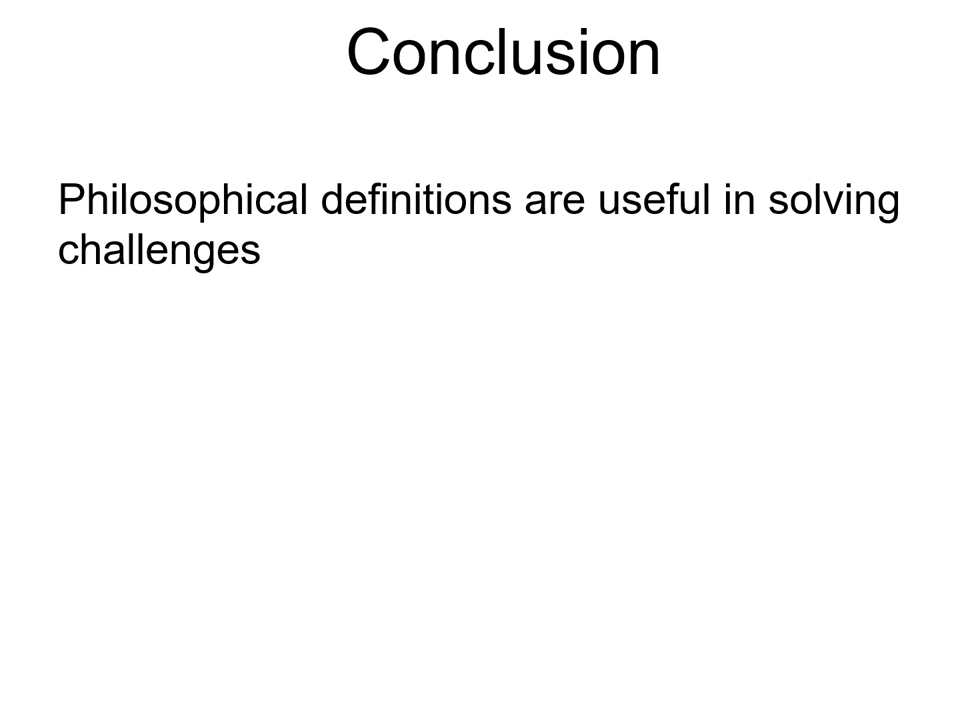 Conclusion
Philosophical definitions are useful in solving
challenges